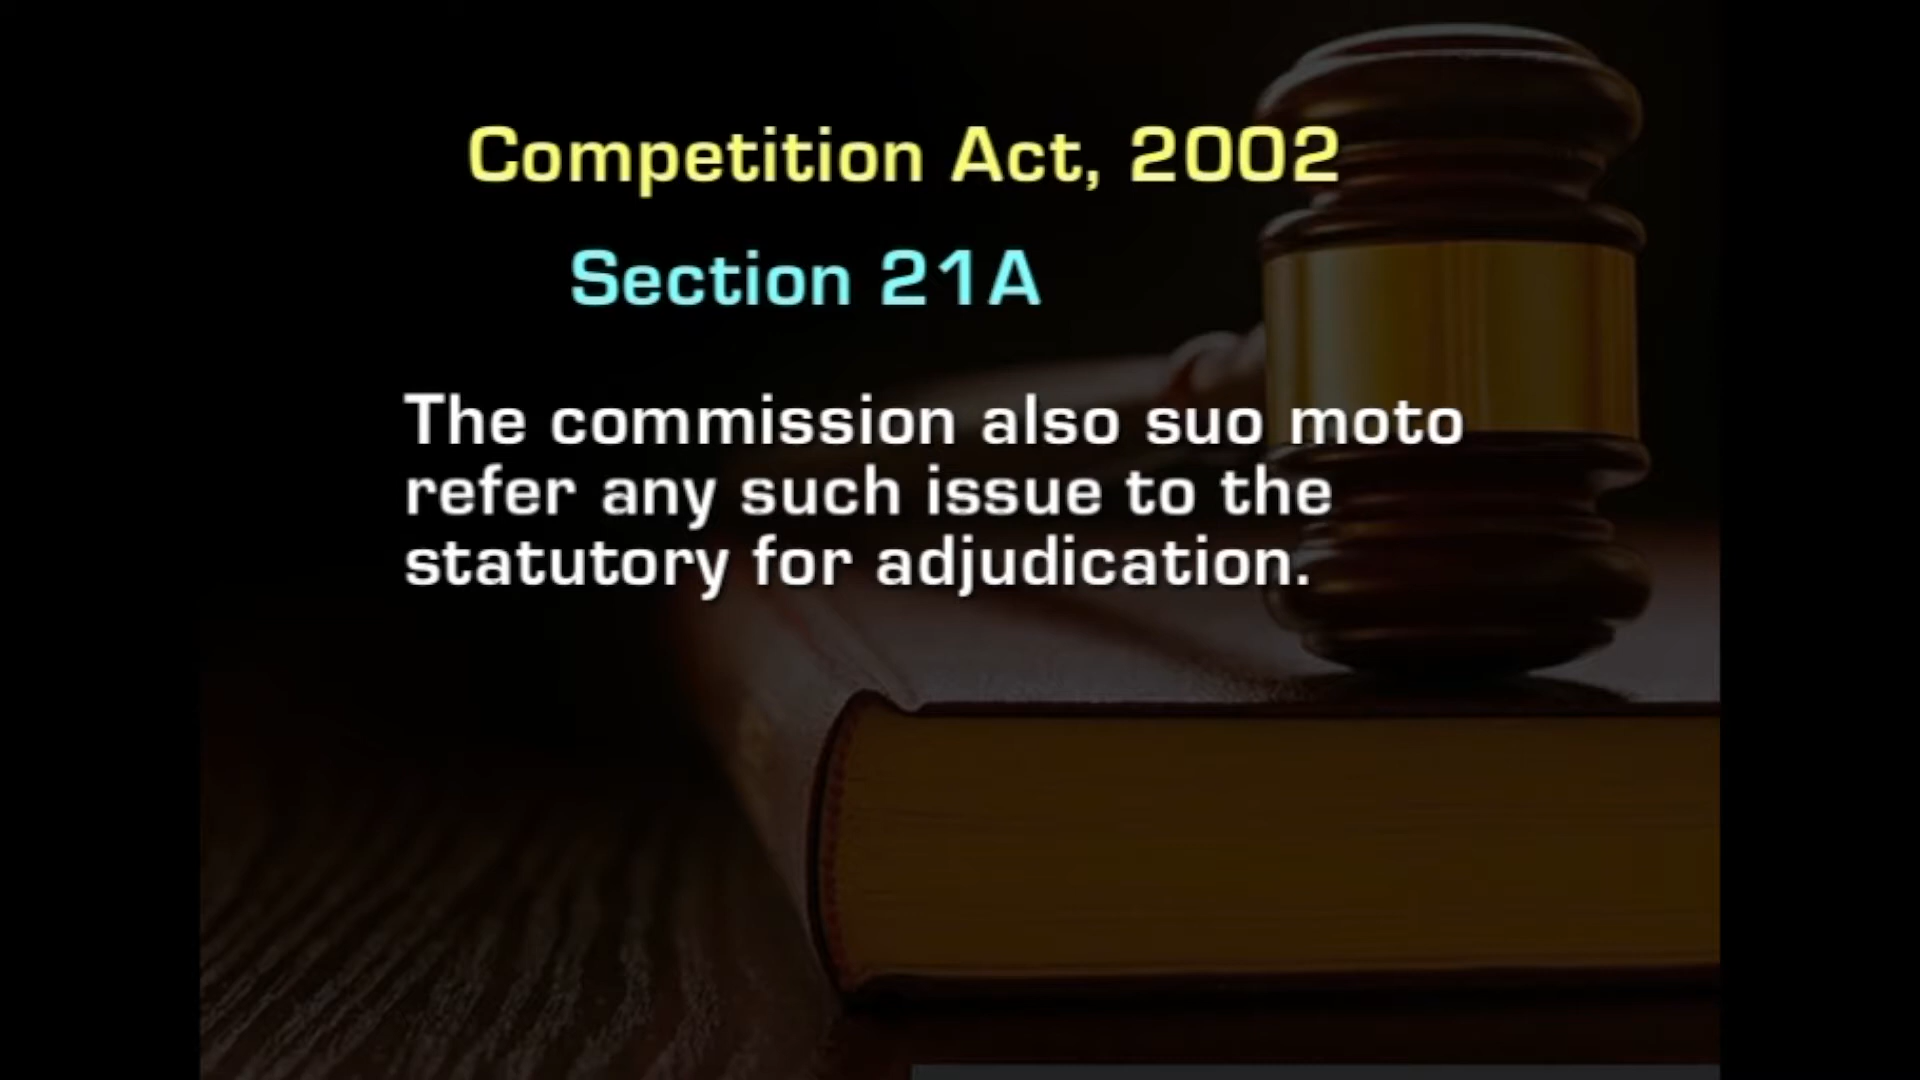 Competition Act, 2002
Section 21A
The commission also suo moto
refer any such issue to the
statutory for adjudication.